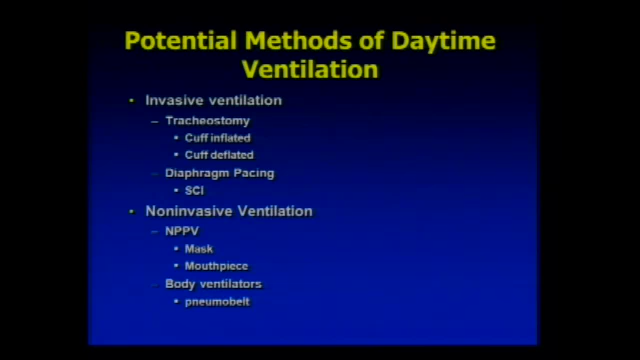 Potential Methods of Daytime
Ventilation
• Invasive ventilation
– Tracheostomy
• Cuff inflated
• Cuff deflated
– Diaphragm Pacing
• SCI
• Noninvasive Ventilation
– NPPV
• Mask
• Mouthpiece
– Body ventilators
• pneumobelt